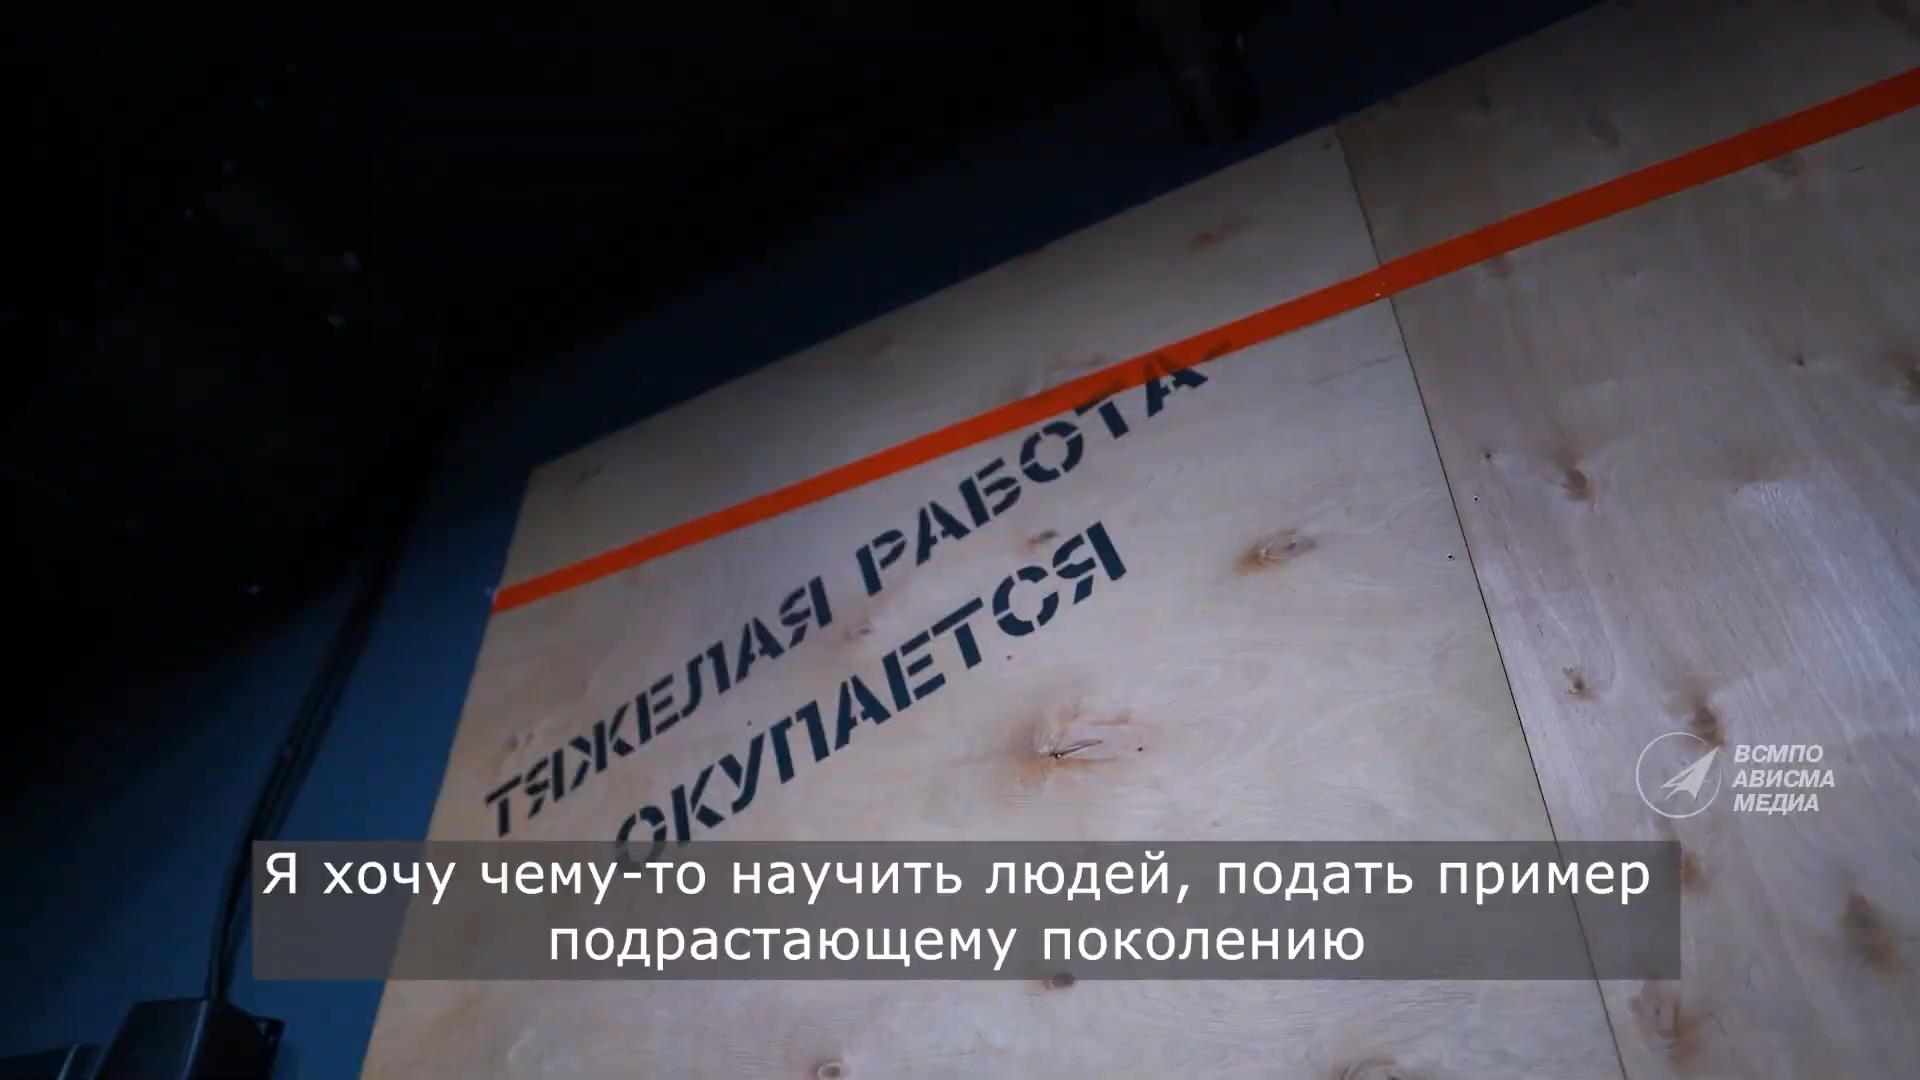 ТЯЖЕЛАЯ РАБОТА-
ОКУПАЕТСЯ
ВСМПО
АВИСМА
МЕДИА
Я хочу чему-то научить людей, подать пример
подрастающему поколению